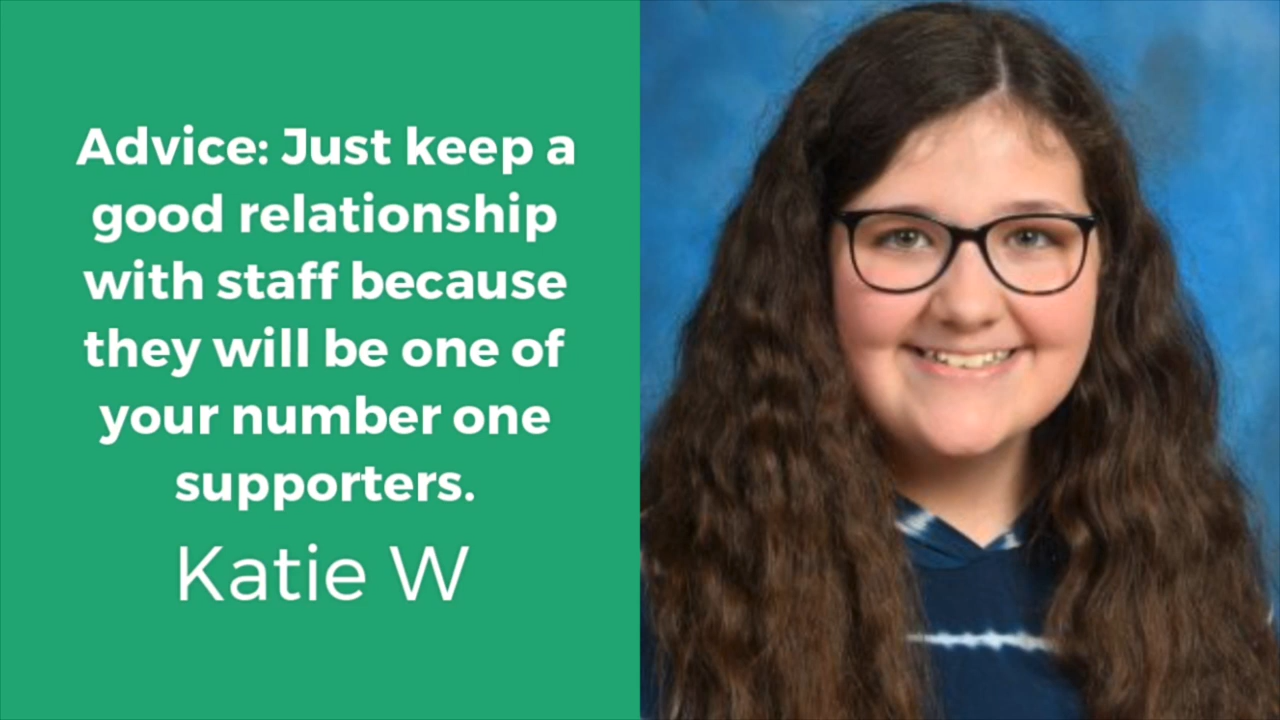 Advice: Just keep a
good relationship
with staff because
they will be one of
your number one
supporters.
Katie W